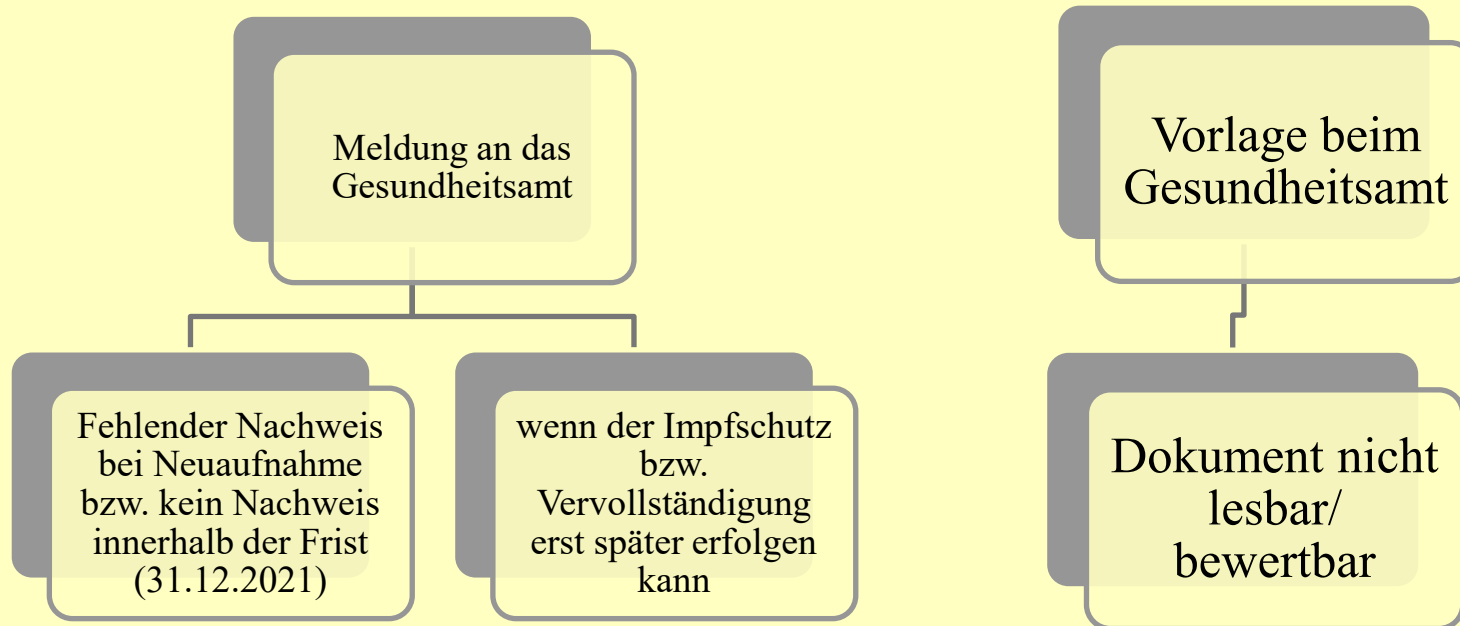 Meldung an das
Gesundheitsamt
Fehlender Nachweis
bei Neuaufnahme
bzw. kein Nachweis
innerhalb der Frist
(31.12.2021)
wenn der Impfschutz
bzw.
Vervollständigung
erst später erfolgen
kann
Vorlage beim
Gesundheitsamt
Dokument nicht
lesbar/
bewertbar